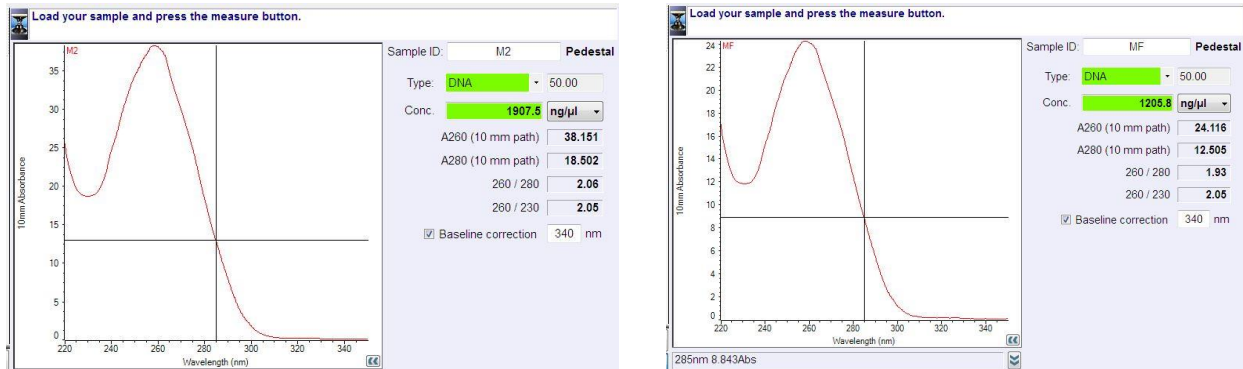 Load your sample and press the measure button.
M2
35
30
25
20
15
10
5
0
10mm Absorbance
220 240 260 280 300 320 340
Wavelength (nm)
Sample ID: M2 Pedestal
Type: DNA 50.00
Conc. 1907.5 ng/µl
A260 (10 mm path) 38.151
A280 (10 mm path) 18.502
260 / 280 2.06
260 / 230 2.05
Baseline correction 340 nm
Load your sample and press the measure button.
MF
24
22
20
18
16
14
12
10
8
6
4
2
0
10mm Absorbance
220 240 260 280 300 320 340
Wavelength (nm)
285nm 8.843Abs
Sample ID: MF Pedestal
Type: DNA 50.00
Conc. 1205.8 ng/µl
A260 (10 mm path) 24.116
A280 (10 mm path) 12.505
260 / 280 1.93
260 / 230 2.05
Baseline correction 340 nm